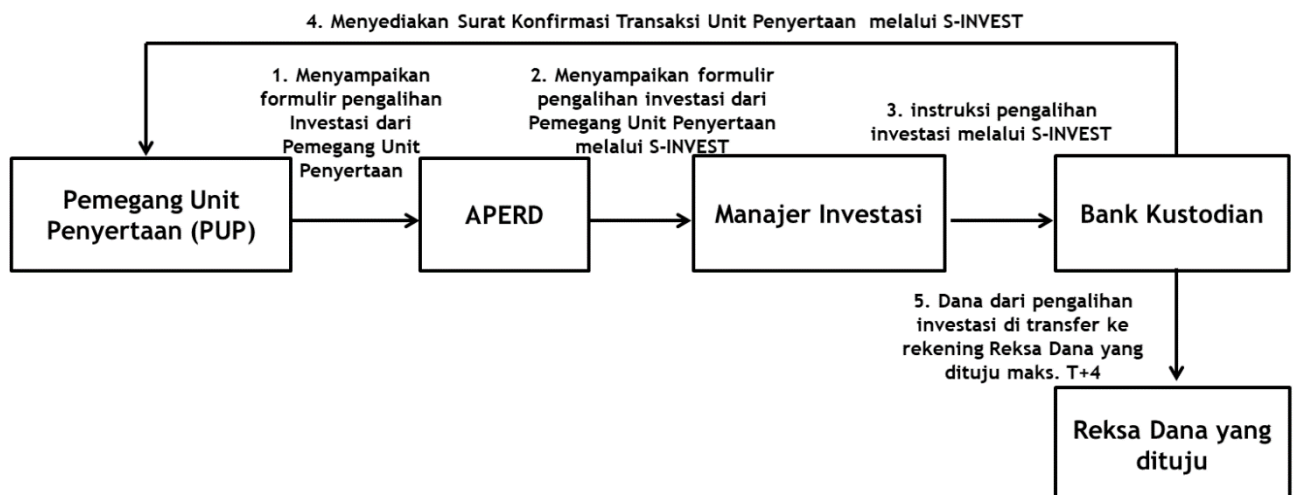 4. Menyediakan Surat Konfirmasi Transaksi Unit Penyertaan melalui S-INVEST
1. Menyampaikan
formulir pengalihan
Investasi dari
Pemegang Unit
Penyertaan
2. Menyampaikan formulir
pengalihan investasi dari
Pemegang Unit Penyertaan
melalui S-INVEST
3. instruksi pengalihan
investasi melalui S-INVEST
Pemegang Unit
Penyertaan (PUP)
APERD
Manajer Investasi
Bank Kustodian
5. Dana dari pengalihan
investasi di transfer ke
rekening Reksa Dana yang
dituju maks. T+4
Reksa Dana yang
dituju